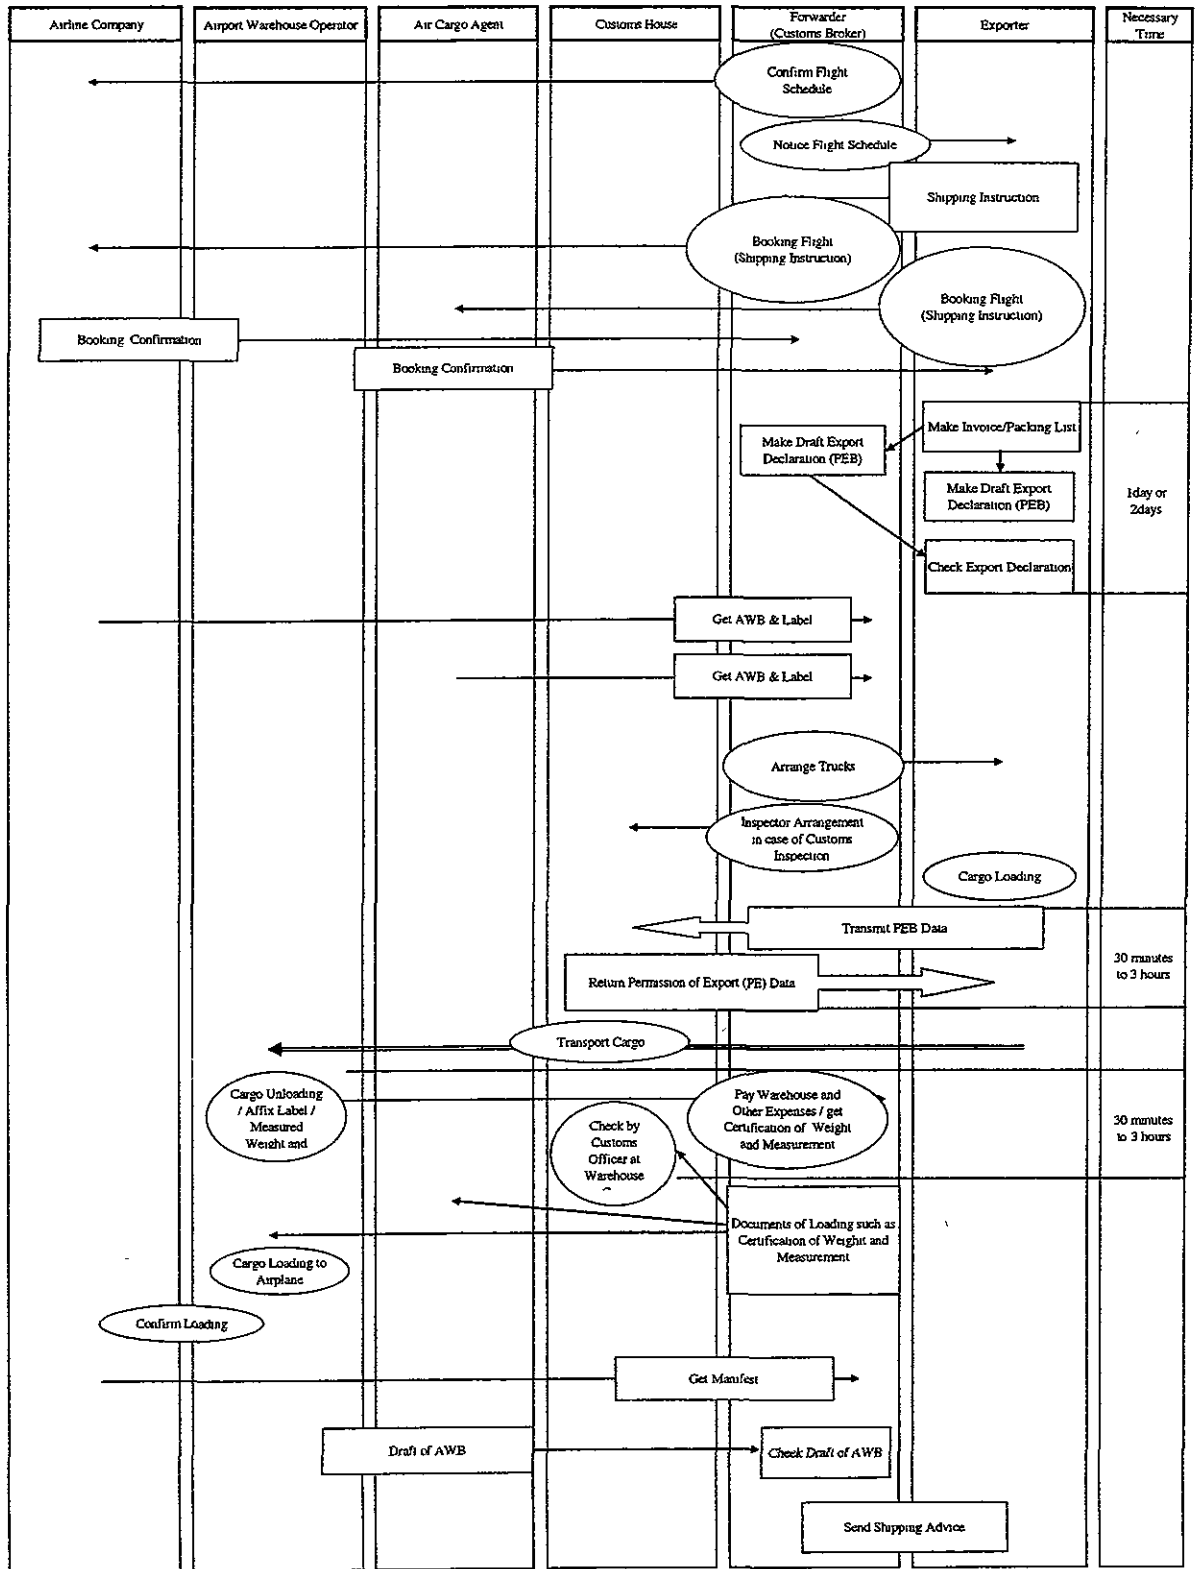 Airline Company
Airport Warehouse Operator
Air Cargo Agent
Customs House
Forwarder
(Customs Broker)
Exporter
Necessary
Time
Confirm Flight
Schedule
Notice Flight Schedule
Shipping Instruction
Booking Flight
(Shipping Instruction)
Booking Flight
(Shipping Instruction)
Booking Confirmation
Booking Confirmation
Make Invoice/Packing List
Make Draft Export
Declaration (PEB)
Make Draft Export
Declaration (PEB)
1day or
2days
Check Export Declaration
Get AWB & Label
Get AWB & Label
Arrange Trucks
Inspector Arrangement
in case of Customs
Inspection
Cargo Loading
Transmit PEB Data
Return Permission of Export (PE) Data
30 minutes
to 3 hours
Transport Cargo
Cargo Unloading
/ Affix Label /
Measured
Weight and
Pay Warehouse and
Other Expenses / get
Certification of Weight
and Measurement
Check by
Customs
Officer at
Warehouse
30 minutes
to 3 hours
Documents of Loading such as
Certification of Weight and
Measurement
Cargo Loading to
Airplane
Confirm Loading
Get Manifest
Draft of AWB
Check Draft of AWB
Send Shipping Advice